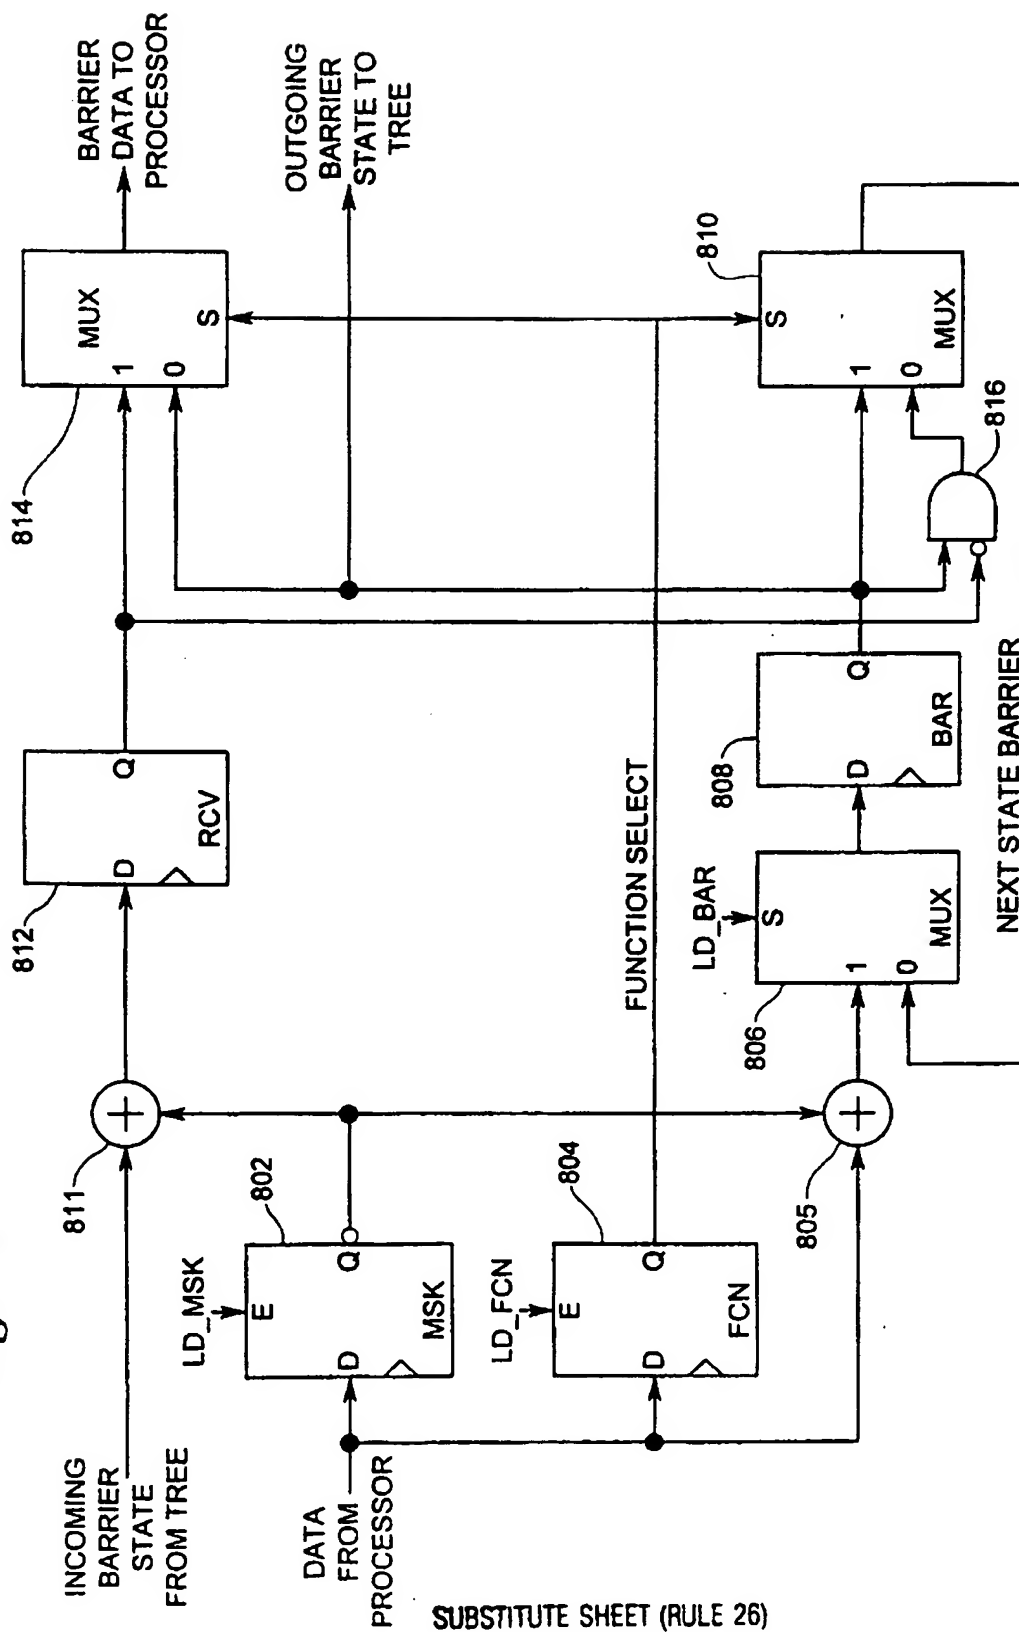 INCOMING
BARRIER
STATE
FROM TREE
811
D
Q
RCV
812
814
MUX
1
0
S
BARRIER
DATA TO
PROCESSOR
OUTGOING
BARRIER
STATE TO
TREE
DATA
FROM
PROCESSOR
LD_MSK
E
D
Q
MSK
802
LD_FCN
E
D
Q
FCN
804
FUNCTION SELECT
805
LD_BAR
S
1
0
MUX
806
D
Q
BAR
808
810
S
1
0
MUX
816
NEXT STATE BARRIER
SUBSTITUTE SHEET (RULE 26)